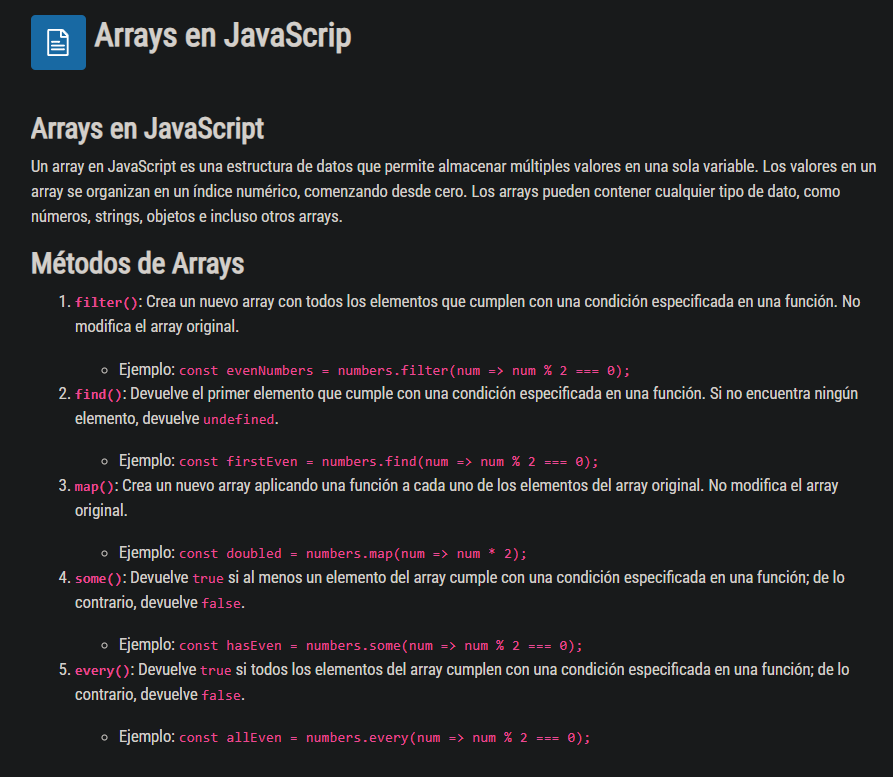 Arrays en JavaScrip
Arrays en JavaScript
Un array en JavaScript es una estructura de datos que permite almacenar múltiples valores en una sola variable. Los valores en un
array se organizan en un índice numérico, comenzando desde cero. Los arrays pueden contener cualquier tipo de dato, como
números, strings, objetos e incluso otros arrays.
Métodos de Arrays
1. filter(): Crea un nuevo array con todos los elementos que cumplen con una condición especificada en una función. No
modifica el array original.
◦ Ejemplo: const evenNumbers = numbers.filter(num => num % 2 === 0);
2. find(): Devuelve el primer elemento que cumple con una condición especificada en una función. Si no encuentra ningún
elemento, devuelve undefined.
◦ Ejemplo: const firstEven = numbers.find(num => num % 2 === 0);
3. map(): Crea un nuevo array aplicando una función a cada uno de los elementos del array original. No modifica el array
original.
◦ Ejemplo: const doubled = numbers.map(num => num * 2);
4. some(): Devuelve true si al menos un elemento del array cumple con una condición especificada en una función; de lo
contrario, devuelve false.
◦ Ejemplo: const hasEven = numbers.some(num => num % 2 === 0);
5. every(): Devuelve true si todos los elementos del array cumplen con una condición especificada en una función; de lo
contrario, devuelve false.
◦ Ejemplo: const allEven = numbers.every(num => num % 2 === 0);